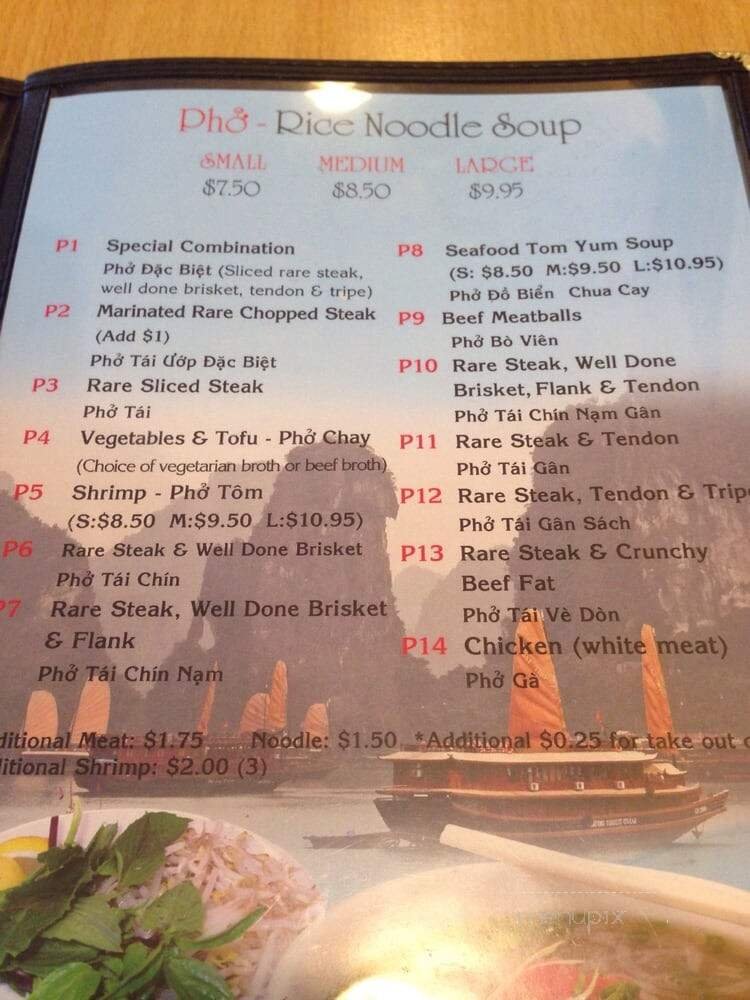 Phở - Rice Noodle Soup
SMALL MEDIUM LARGE
$7.50 $8.50 $9.95
P1 Special Combination
Phở Đặc Biệt (Sliced rare steak,
well done brisket, tendon & tripe)
P2 Marinated Rare Chopped Steak
(Add $1)
Phở Tái Ướp Đặc Biệt
P3 Rare Sliced Steak
Phở Tái
P4 Vegetables & Tofu - Phở Chay
(Choice of vegetarian broth or beef broth)
P5 Shrimp - Phở Tôm
(S:$8.50 M:$9.50 L:$10.95)
P6 Rare Steak & Well Done Brisket
Phở Tái Chín
P7 Rare Steak, Well Done Brisket
& Flank
Phở Tái Chín Nạm
P8 Seafood Tom Yum Soup
(S: $8.50 M:$9.50 L:$10.95)
Phở Đồ Biển Chua Cay
P9 Beef Meatballs
Phở Bò Viên
P10 Rare Steak, Well Done
Brisket, Flank & Tendon
Phở Tái Chín Nạm Gân
P11 Rare Steak & Tendon
Phở Tái Gân
P12 Rare Steak, Tendon & Trip
Phở Tái Gân Sách
P13 Rare Steak & Crunchy
Beef Fat
Phở Tái Vè Dòn
P14 Chicken (white meat)
Phở Gà
ditional Meat: $1.75 Noodle: $1.50 *Additional $0.25 for take out
ditional Shrimp: $2.00 (3)
menupix